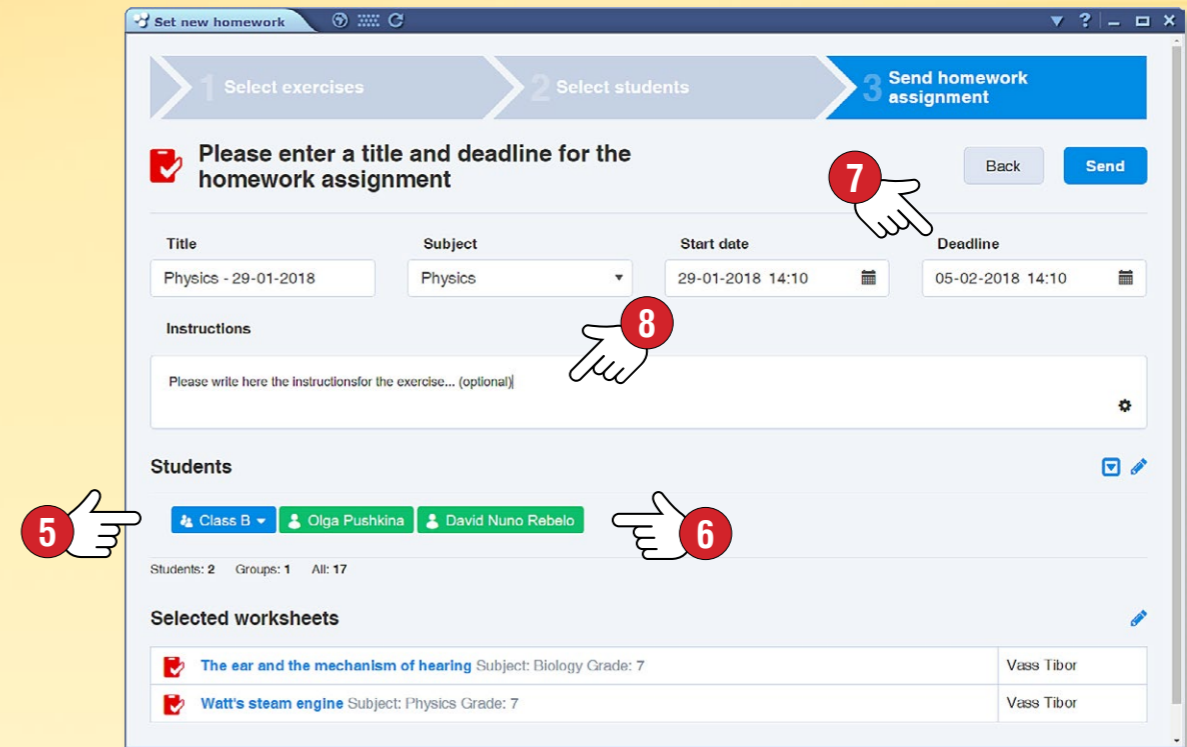 Set new homework
?
1 Select exercises
2 Select students
3 Send homework
assignment
Please enter a title and deadline for the
homework assignment
7
Back
Send
Title
Subject
Start date
Deadline
Physics - 29-01-2018
Physics
29-01-2018 14:10
05-02-2018 14:10
Instructions
8
Please write here the instructionsfor the exercise... (optional)
Students
5
Class B
Olga Pushkina
David Nuno Rebelo
6
Students: 2 Groups: 1 All: 17
Selected worksheets
The ear and the mechanism of hearing Subject: Biology Grade: 7
Vass Tibor
Watt's steam engine Subject: Physics Grade: 7
Vass Tibor